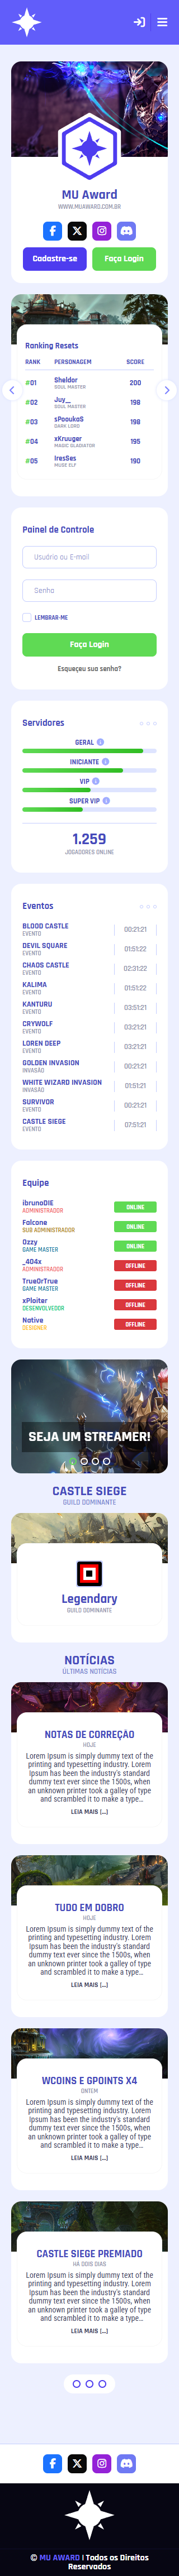 MU Award
WWW.MUAWARD.COM.BR
Cadastre-se
Faça Login
Ranking Resets
RANK PERSONAGEM SCORE
#01 Sheldor 200
SOUL MASTER
#02 Juy__ 198
SOUL MASTER
#03 sPooukaS 198
DARK LORD
#04 xKruuger 195
MAGIC GLADIATOR
#05 IresSes 190
MUSE ELF
Painel de Controle
Usuário ou E-mail
Senha
LEMBRAR-ME
Faça Login
Esqueçeu sua senha?
Servidores
GERAL
INICIANTE
VIP
SUPER VIP
1.259
JOGADORES ONLINE
Eventos
BLOOD CASTLE 00:21:21
EVENTO
DEVIL SQUARE 01:51:22
EVENTO
CHAOS CASTLE 02:31:22
EVENTO
KALIMA 01:51:22
EVENTO
KANTURU 03:51:21
EVENTO
CRYWOLF 03:21:21
EVENTO
LOREN DEEP 03:21:21
EVENTO
GOLDEN INVASION 00:21:21
INVASÃO
WHITE WIZARD INVASION 01:51:21
INVASÃO
SURVIVOR 00:21:21
EVENTO
CASTLE SIEGE 07:51:21
EVENTO
Equipe
ibrunoDIE ONLINE
ADMINISTRADOR
Falcone ONLINE
SUB ADMINISTRADOR
Ozzy ONLINE
GAME MASTER
_404x OFFLINE
ADMINISTRADOR
TrueOrTrue OFFLINE
GAME MASTER
xPloiter OFFLINE
DESENVOLVEDOR
Native OFFLINE
DESIGNER
SEJA UM STREAMER!
CASTLE SIEGE
GUILD DOMINANTE
Legendary
GUILD DOMINANTE
NOTÍCIAS
ÚLTIMAS NOTÍCIAS
NOTAS DE CORREÇÃO
HOJE
Lorem Ipsum is simply dummy text of the
printing and typesetting industry. Lorem
Ipsum has been the industry's standard
dummy text ever since the 1500s, when
an unknown printer took a galley of type
and scrambled it to make a type...
LEIA MAIS [...]
TUDO EM DOBRO
HOJE
Lorem Ipsum is simply dummy text of the
printing and typesetting industry. Lorem
Ipsum has been the industry's standard
dummy text ever since the 1500s, when
an unknown printer took a galley of type
and scrambled it to make a type...
LEIA MAIS [...]
WCOINS E GPOINTS X4
ONTEM
Lorem Ipsum is simply dummy text of the
printing and typesetting industry. Lorem
Ipsum has been the industry's standard
dummy text ever since the 1500s, when
an unknown printer took a galley of type
and scrambled it to make a type...
LEIA MAIS [...]
CASTLE SIEGE PREMIADO
HÁ DOIS DIAS
Lorem Ipsum is simply dummy text of the
printing and typesetting industry. Lorem
Ipsum has been the industry's standard
dummy text ever since the 1500s, when
an unknown printer took a galley of type
and scrambled it to make a type...
LEIA MAIS [...]
© MU AWARD | Todos os Direitos
Reservados